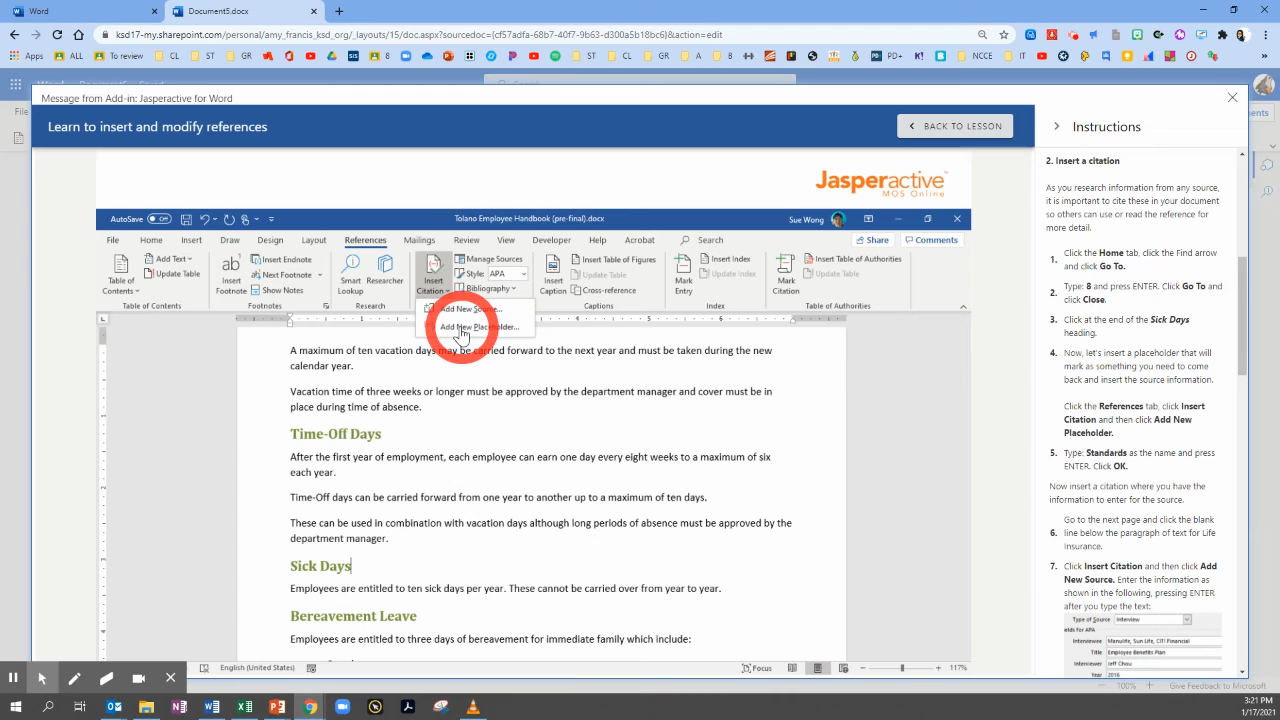 Word
Document.docx
ksd17-my.sharepoint.com/personal/amy_francis_ksd_org/_layouts/15/doc.aspx?sourcedoc={cf57adfa-68b7-40f7-9b63-d300a5b18bc6}&action=edit
Apps
ALL
CL
ST
GR
ST
CL
GR
A
B
PD+
K
NCCE
IX
Message from Add-in: Jasperactive for Word
Learn to insert and modify references
BACK TO LESSON
Instructions
Jasperactive
MOS Online
AutoSave
Off
Tolano Employee Handbook (pre-final).docx
Sue Wong
File
Home
Insert
Draw
Design
Layout
References
Mailings
Review
View
Developer
Help
Acrobat
Search
Share
Comments
Table of
Contents
Add Text
Update Table
Table of Contents
Insert
Footnote
Insert Endnote
Next Footnote
Show Notes
Footnotes
Smart
Lookup
Researcher
Research
Insert
Citation
Manage Sources
Style: APA
Bibliography
Add New Source...
Add New Placeholder...
Insert
Caption
Insert Table of Figures
Update Table
Cross-reference
Captions
Mark
Entry
Insert Index
Update Index
Index
Mark
Citation
Insert Table of Authorities
Update Table
Table of Authorities
A maximum of ten vacation days may be carried forward to the next year and must be taken during the new
calendar year.
Vacation time of three weeks or longer must be approved by the department manager and cover must be in
place during time of absence.
Time-Off Days
After the first year of employment, each employee can earn one day every eight weeks to a maximum of six
each year.
Time-Off days can be carried forward from one year to another up to a maximum of ten days.
These can be used in combination with vacation days although long periods of absence must be approved by the
department manager.
Sick Days
Employees are entitled to ten sick days per year. These cannot be carried over from year to year.
Bereavement Leave
Employees are entitled to three days of bereavement for immediate family which include:
English (United States)
Focus
117%
2. Insert a citation
As you research information from any source,
it is important to cite these in your document
so others can use or read the reference for
more detail.
1. Click the Home tab, click the Find arrow
and click Go To.
2. Type: 8 and press ENTER. Click GO TO and
click Close.
3. Click at the end of the Sick Days
heading.
4. Now, let's insert a placeholder that will
mark as something you need to come
back and insert the source information.
Click the References tab, click Insert
Citation and then click Add New
Placeholder.
5. Type: Standards as the name and press
ENTER. Click OK.
Now insert a citation where you have the
information to enter for the source.
6. Go to the next page and click the blank
line below the paragraph of text for Life
Insurance.
7. Click Insert Citation and then click Add
New Source. Enter the information as
shown in the following, pressing ENTER
after you type the text:
Type of Source
Interview
elds for APA
Interviewee
Manulife, Sun Life, CITI Financial
Title
Employee Benefits Plan
Interviewer
Jeff Chou
Year
2016
100%
Give Feedback to Microsoft
3:21 PM
1/17/2021